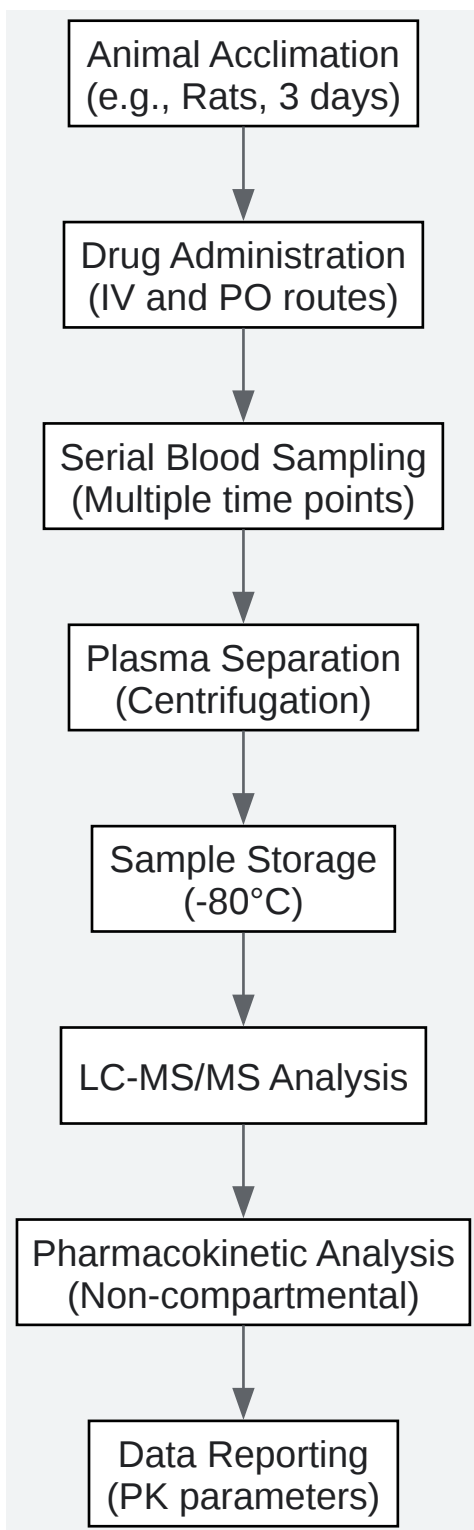 Animal Acclimation
(e.g., Rats, 3 days)
Drug Administration
(IV and PO routes)
Serial Blood Sampling
(Multiple time points)
Plasma Separation
(Centrifugation)
Sample Storage
(-80°C)
LC-MS/MS Analysis
Pharmacokinetic Analysis
(Non-compartmental)
Data Reporting
(PK parameters)